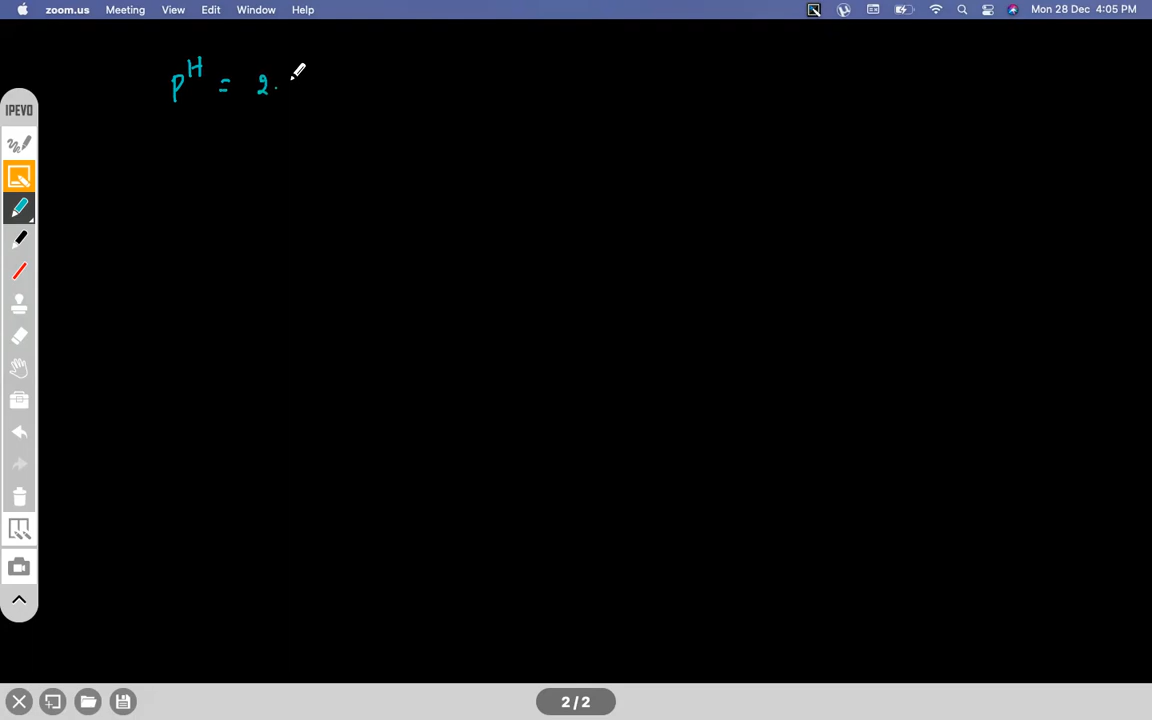 zoom.us Meeting View Edit Window Help Mon 28 Dec 4:05 PM
pH = 2.
IPEVO
2/2